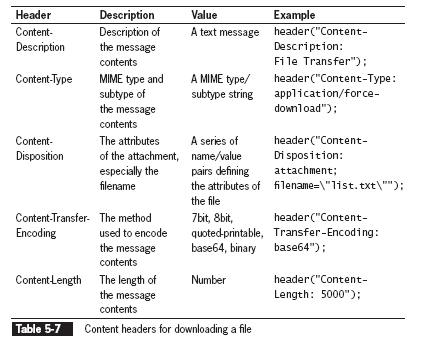 Header Description Value Example
Content- Description of A text message header("Content-
Description the message Description:
contents File Transfer");
Content-Type MIME type and A MIME type/ header("Content-Type:
subtype of subtype string application/force-
the message download");
contents
Content- The attributes A series of header("Content-
Disposition of the attachment, name/value Disposition:
especially the pairs defining attachment;
filename the attributes of filename=\"list.txt\"");
the file
Content-Transfer- The method 7bit, 8bit, header("Content-
Encoding used to encode quoted-printable, Transfer-Encoding:
the message base64, binary base64");
contents
Content-Length The length of Number header("Content-
the message Length: 5000");
contents
Table 5-7 Content headers for downloading a file